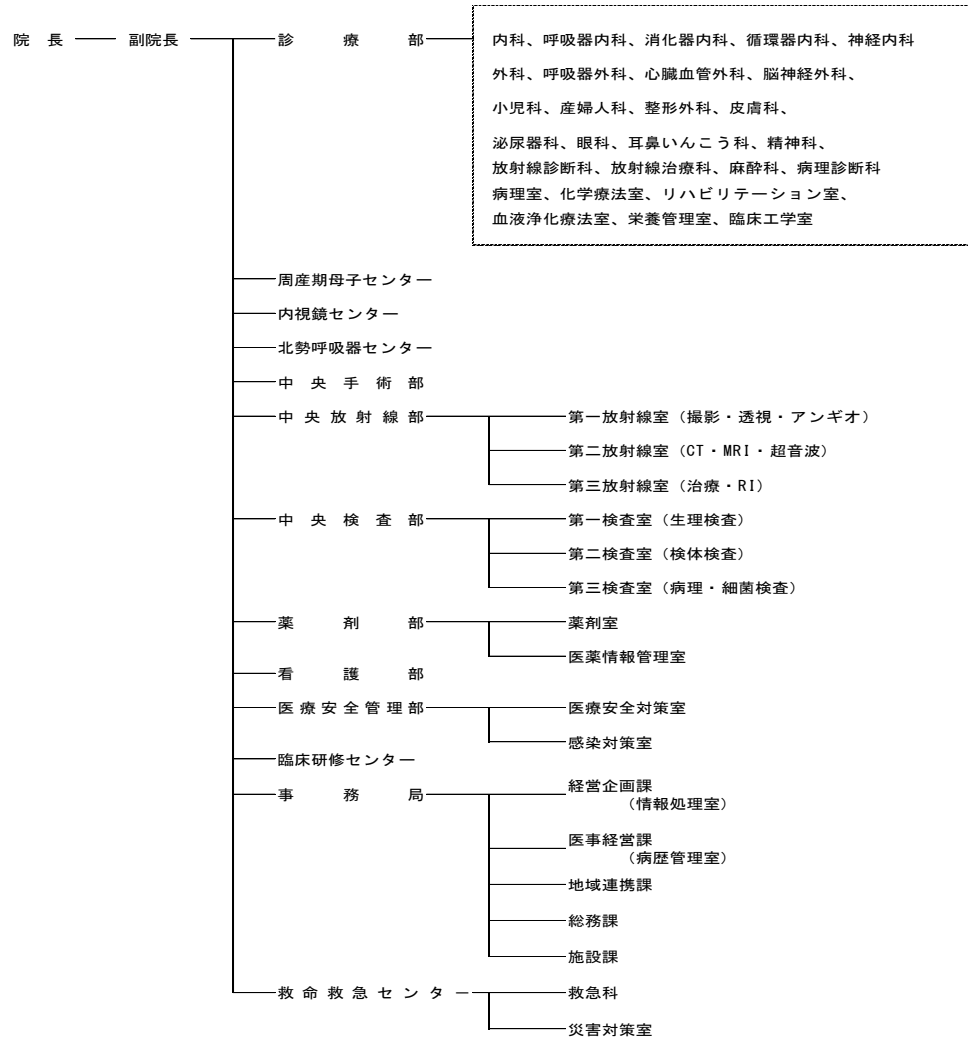 院長 副院長 診療部 内科、呼吸器内科、消化器内科、循環器内科、神経内科
外科、呼吸器外科、心臓血管外科、脳神経外科、
小児科、産婦人科、整形外科、皮膚科、
泌尿器科、眼科、耳鼻いんこう科、精神科、
放射線診断科、放射線治療科、麻酔科、病理診断科
病理室、化学療法室、リハビリテーション室、
血液浄化療法室、栄養管理室、臨床工学室
周産期母子センター
内視鏡センター
北勢呼吸器センター
中央手術部
中央放射線部 第一放射線室（撮影・透視・アンギオ）
第二放射線室（CT・MRI・超音波）
第三放射線室（治療・RI）
中央検査部 第一検査室（生理検査）
第二検査室（検体検査）
第三検査室（病理・細菌検査）
薬剤部 薬剤室
医薬情報管理室
看護部
医療安全管理部 医療安全対策室
感染対策室
臨床研修センター
事務局 経営企画課
（情報処理室）
医事経営課
（病歴管理室）
地域連携課
総務課
施設課
救命救急センター 救急科
災害対策室